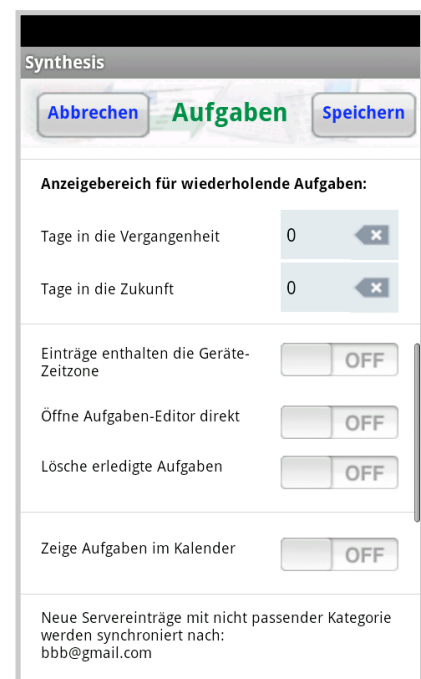 Synthesis
Abbrechen Aufgaben Speichern
Anzeigebereich für wiederholende Aufgaben:
Tage in die Vergangenheit 0
Tage in die Zukunft 0
Einträge enthalten die Geräte-
Zeitzone OFF
Öffne Aufgaben-Editor direkt OFF
Lösche erledigte Aufgaben OFF
Zeige Aufgaben im Kalender OFF
Neue Servereinträge mit nicht passender Kategorie
werden synchroniert nach:
bbb@gmail.com